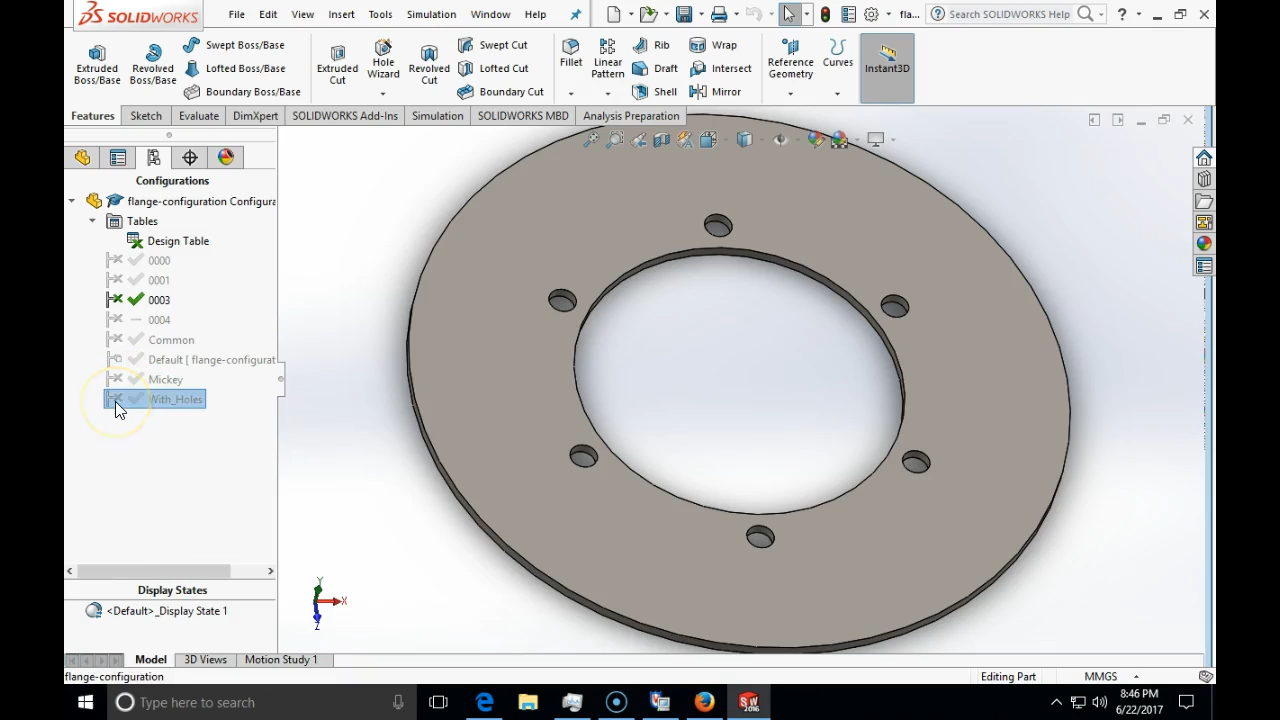 SOLIDWORKS File Edit View Insert Tools Simulation Window Help fla... Search SOLIDWORKS Help ?
Extruded Boss/Base
Revolved Boss/Base
Swept Boss/Base
Lofted Boss/Base
Boundary Boss/Base
Extruded Cut
Hole Wizard
Revolved Cut
Swept Cut
Lofted Cut
Boundary Cut
Fillet
Linear Pattern
Rib
Draft
Shell
Wrap
Intersect
Mirror
Reference Geometry
Curves
Instant3D
Features Sketch Evaluate DimXpert SOLIDWORKS Add-Ins Simulation SOLIDWORKS MBD Analysis Preparation
Configurations
flange-configuration Configura
Tables
Design Table
0000
0001
0003
0004
Common
Default [ flange-configurat
Mickey
With_Holes
Display States
<Default>_Display State 1
Y
X
Z
Model 3D Views Motion Study 1
flange-configuration Editing Part MMGS
Type here to search
SW
2016
8:46 PM
6/22/2017